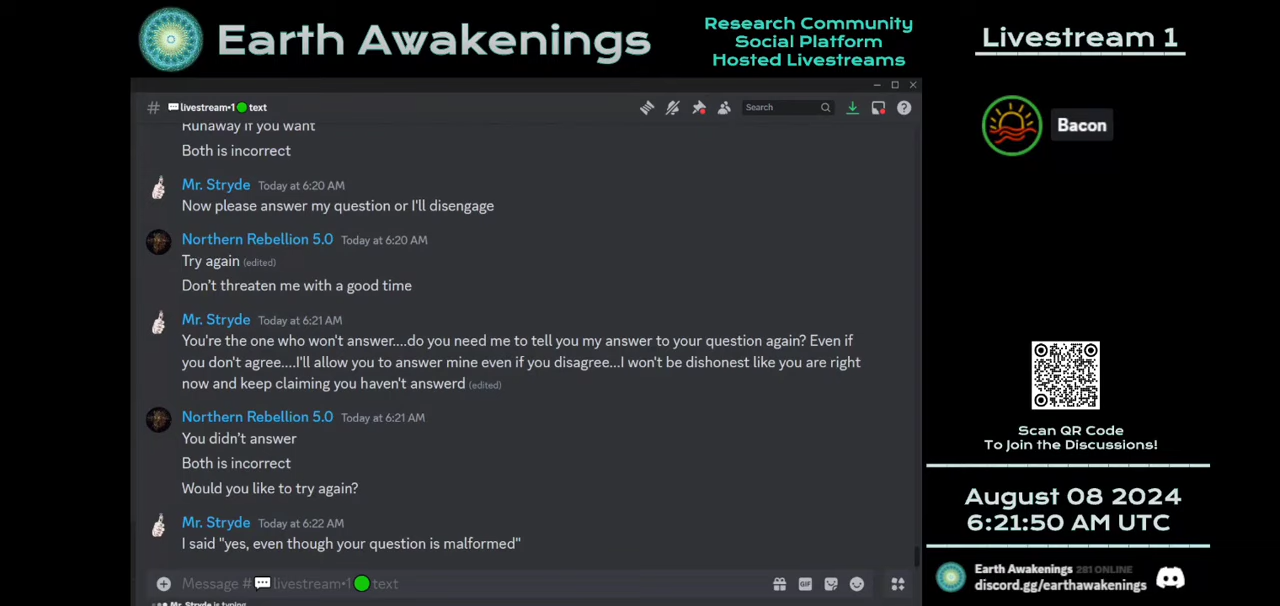 Earth Awakenings
Research Community
Social Platform
Hosted Livestreams
Livestream 1
# livestream•1 text
Search
Bacon
Runaway if you want
Both is incorrect
Mr. Stryde Today at 6:20 AM
Now please answer my question or I'll disengage
Northern Rebellion 5.0 Today at 6:20 AM
Try again (edited)
Don't threaten me with a good time
Mr. Stryde Today at 6:21 AM
You're the one who won't answer....do you need me to tell you my answer to your question again? Even if
you don't agree....I'll allow you to answer mine even if you disagree...I won't be dishonest like you are right
now and keep claiming you haven't answerd (edited)
Northern Rebellion 5.0 Today at 6:21 AM
You didn't answer
Both is incorrect
Would you like to try again?
Mr. Stryde Today at 6:22 AM
I said "yes, even though your question is malformed"
Message # livestream•1 text
GIF
Mr. Stryde is typing
Scan QR Code
To Join the Discussions!
August 08 2024
6:21:50 AM UTC
Earth Awakenings 281 ONLINE
discord.gg/earthawakenings